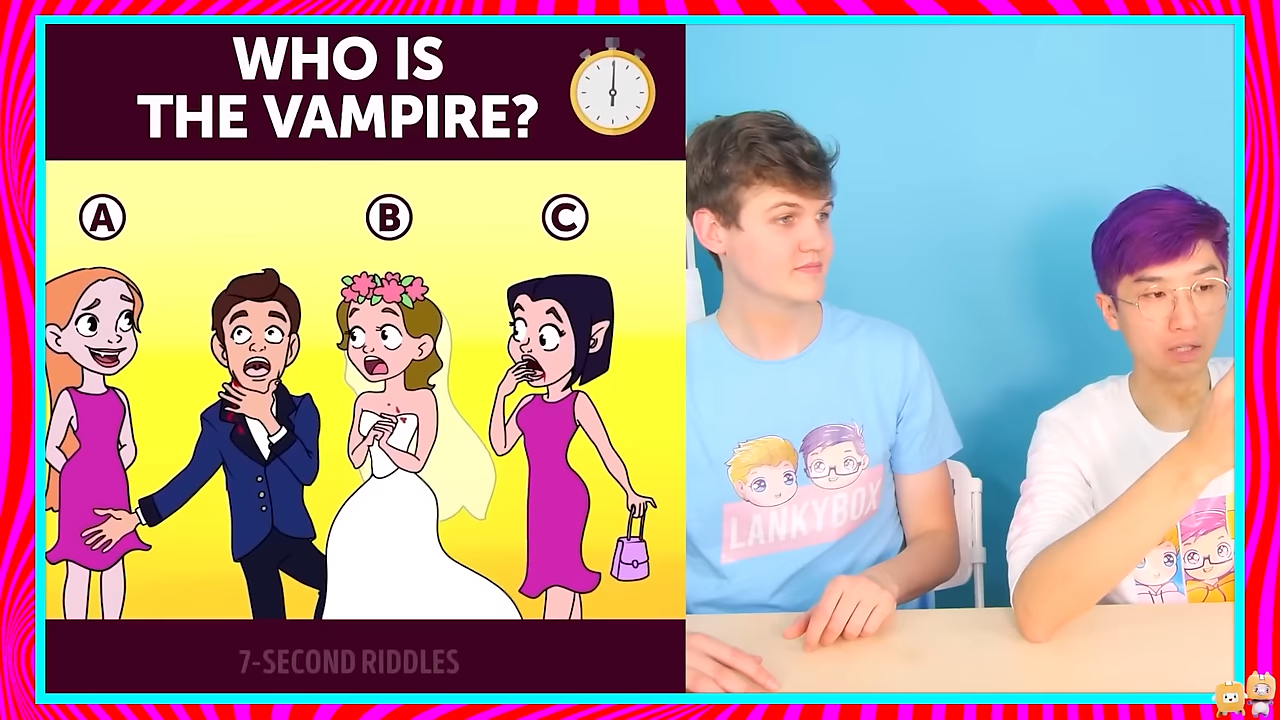 WHO IS
THE VAMPIRE?
A
B
C
LANKYBOX
7-SECOND RIDDLES